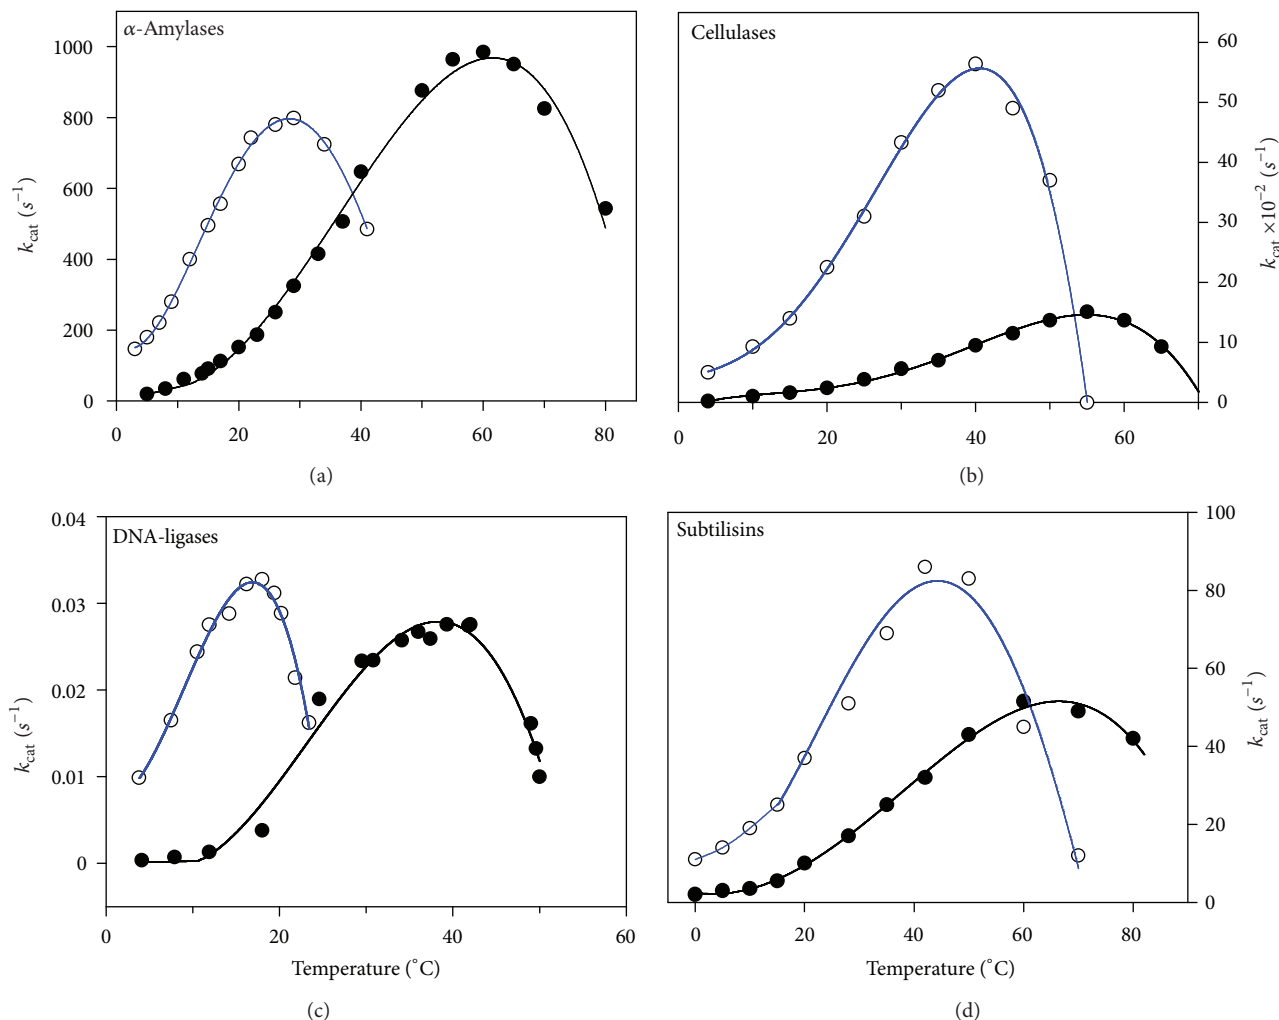 α-Amylases
1000
800
600
400
200
0
k_cat (s⁻¹)
0 20 40 60 80
(a)
Cellulases
60
50
40
30
20
10
0
k_cat ×10⁻² (s⁻¹)
0 20 40 60
(b)
DNA-ligases
0.04
0.03
0.02
0.01
0
k_cat (s⁻¹)
0 20 40 60
Temperature (°C)
(c)
Subtilisins
100
80
60
40
20
0
k_cat (s⁻¹)
0 20 40 60 80
Temperature (°C)
(d)